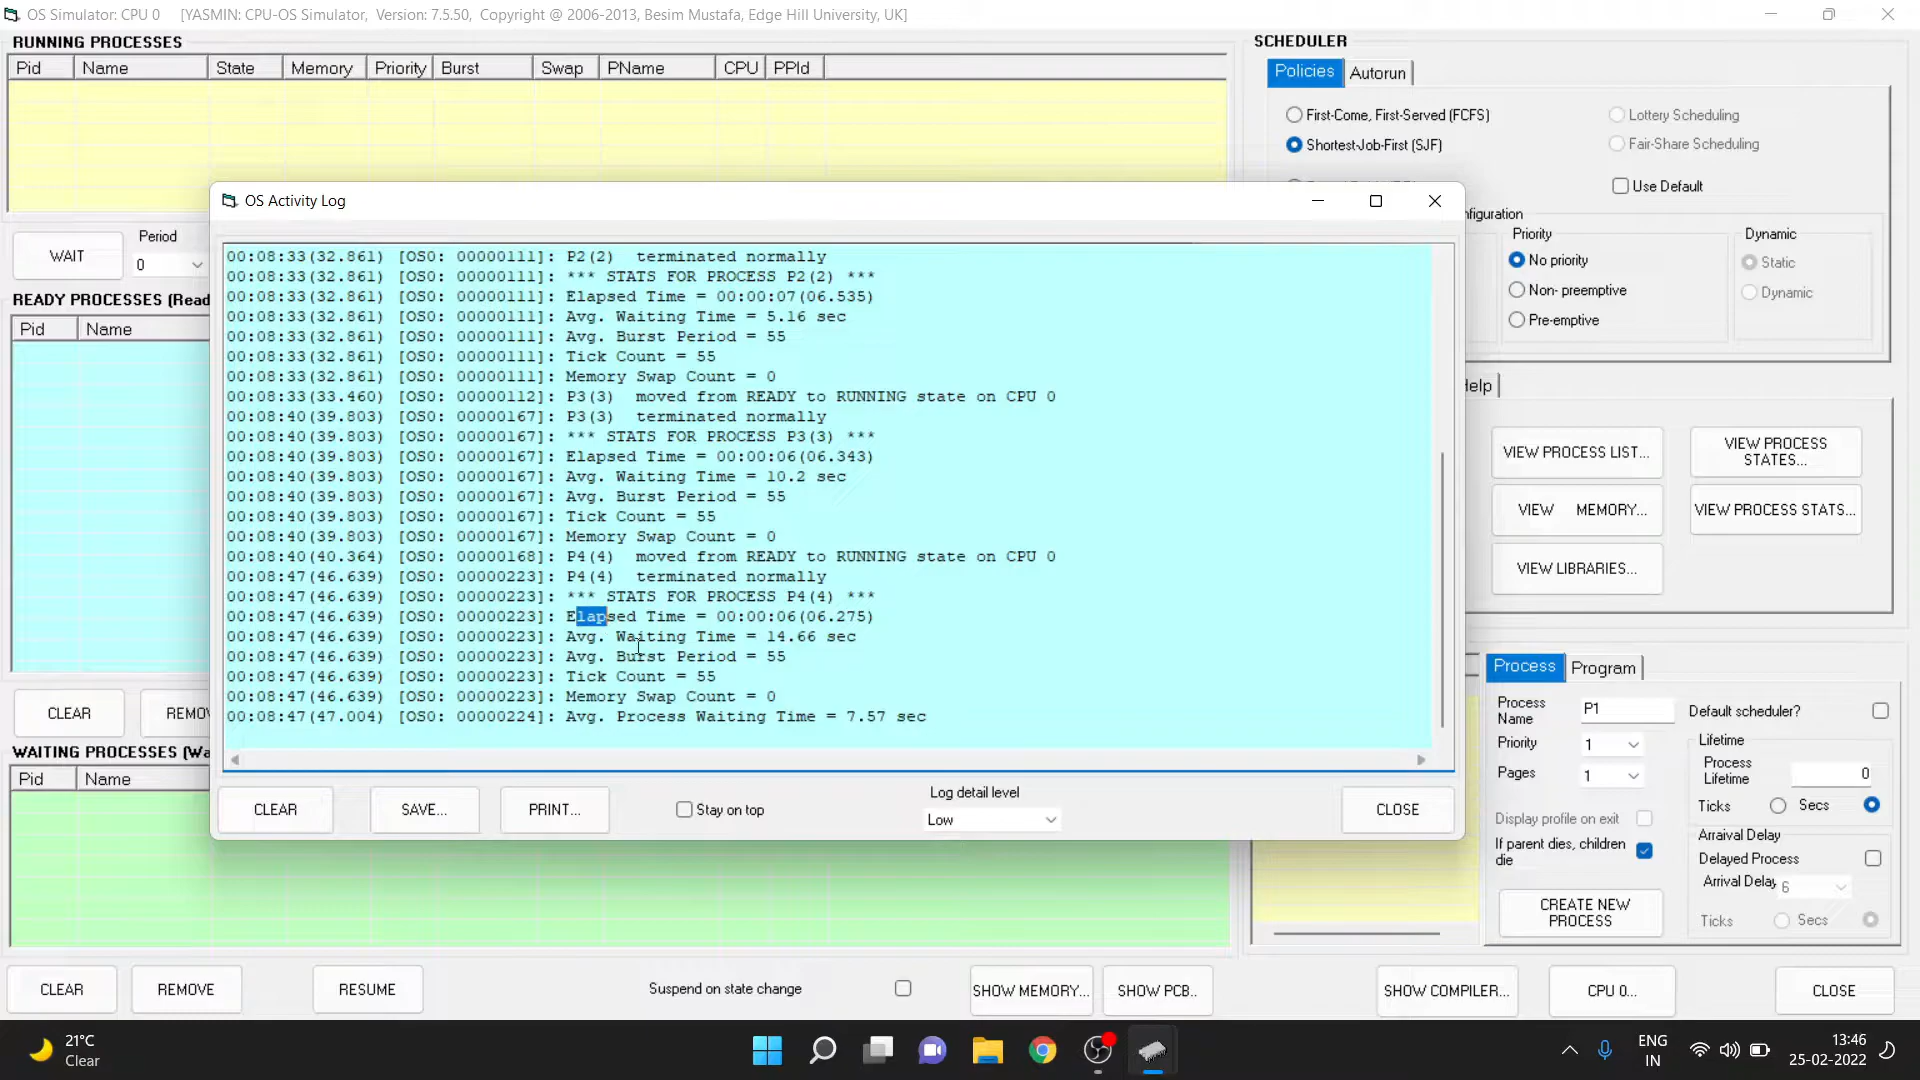 OS Simulator: CPU 0 [YASMIN: CPU-OS Simulator, Version: 7.5.50, Copyright @ 2006-2013, Besim Mustafa, Edge Hill University, UK]
RUNNING PROCESSES
Pid Name State Memory Priority Burst Swap PName CPU PPId
SCHEDULER
Policies Autorun
First-Come, First-Served (FCFS) Lottery Scheduling
Shortest-Job-First (SJF) Fair-Share Scheduling
Use Default
Priority Dynamic
No priority Static
Non- preemptive Dynamic
Pre-emptive
WAIT Period
0
READY PROCESSES (Read
Pid Name
OS Activity Log
00:08:33(32.861) [OS0: 00000111]: P2(2) terminated normally
00:08:33(32.861) [OS0: 00000111]: *** STATS FOR PROCESS P2(2) ***
00:08:33(32.861) [OS0: 00000111]: Elapsed Time = 00:00:07(06.535)
00:08:33(32.861) [OS0: 00000111]: Avg. Waiting Time = 5.16 sec
00:08:33(32.861) [OS0: 00000111]: Avg. Burst Period = 55
00:08:33(32.861) [OS0: 00000111]: Tick Count = 55
00:08:33(32.861) [OS0: 00000111]: Memory Swap Count = 0
00:08:33(33.460) [OS0: 00000112]: P3(3) moved from READY to RUNNING state on CPU 0
00:08:40(39.803) [OS0: 00000167]: P3(3) terminated normally
00:08:40(39.803) [OS0: 00000167]: *** STATS FOR PROCESS P3(3) ***
00:08:40(39.803) [OS0: 00000167]: Elapsed Time = 00:00:06(06.343)
00:08:40(39.803) [OS0: 00000167]: Avg. Waiting Time = 10.2 sec
00:08:40(39.803) [OS0: 00000167]: Avg. Burst Period = 55
00:08:40(39.803) [OS0: 00000167]: Tick Count = 55
00:08:40(39.803) [OS0: 00000167]: Memory Swap Count = 0
00:08:40(40.364) [OS0: 00000168]: P4(4) moved from READY to RUNNING state on CPU 0
00:08:47(46.639) [OS0: 00000223]: P4(4) terminated normally
00:08:47(46.639) [OS0: 00000223]: *** STATS FOR PROCESS P4(4) ***
00:08:47(46.639) [OS0: 00000223]: Elapsed Time = 00:00:06(06.275)
00:08:47(46.639) [OS0: 00000223]: Avg. Waiting Time = 14.66 sec
00:08:47(46.639) [OS0: 00000223]: Avg. Burst Period = 55
00:08:47(46.639) [OS0: 00000223]: Tick Count = 55
00:08:47(46.639) [OS0: 00000223]: Memory Swap Count = 0
00:08:47(47.004) [OS0: 00000224]: Avg. Process Waiting Time = 7.57 sec
CLEAR SAVE... PRINT... Stay on top Log detail level
Low CLOSE
VIEW PROCESS LIST... VIEW PROCESS
STATES...
VIEW MEMORY... VIEW PROCESS STATS...
VIEW LIBRARIES...
CLEAR
WAITING PROCESSES (Wa
Pid Name
Process Program
Process
Name P1 Default scheduler?
Priority 1 Lifetime
Pages 1 Process
Lifetime 0
Ticks Secs
Display profile on exit
If parent dies, children
die
Arraival Delay
Delayed Process
Arrival Delay 6
CREATE NEW
PROCESS
Ticks Secs
CLEAR REMOVE RESUME Suspend on state change SHOW MEMORY... SHOW PCB.. SHOW COMPILER... CPU 0... CLOSE
21°C
Clear
ENG
IN
13:46
25-02-2022